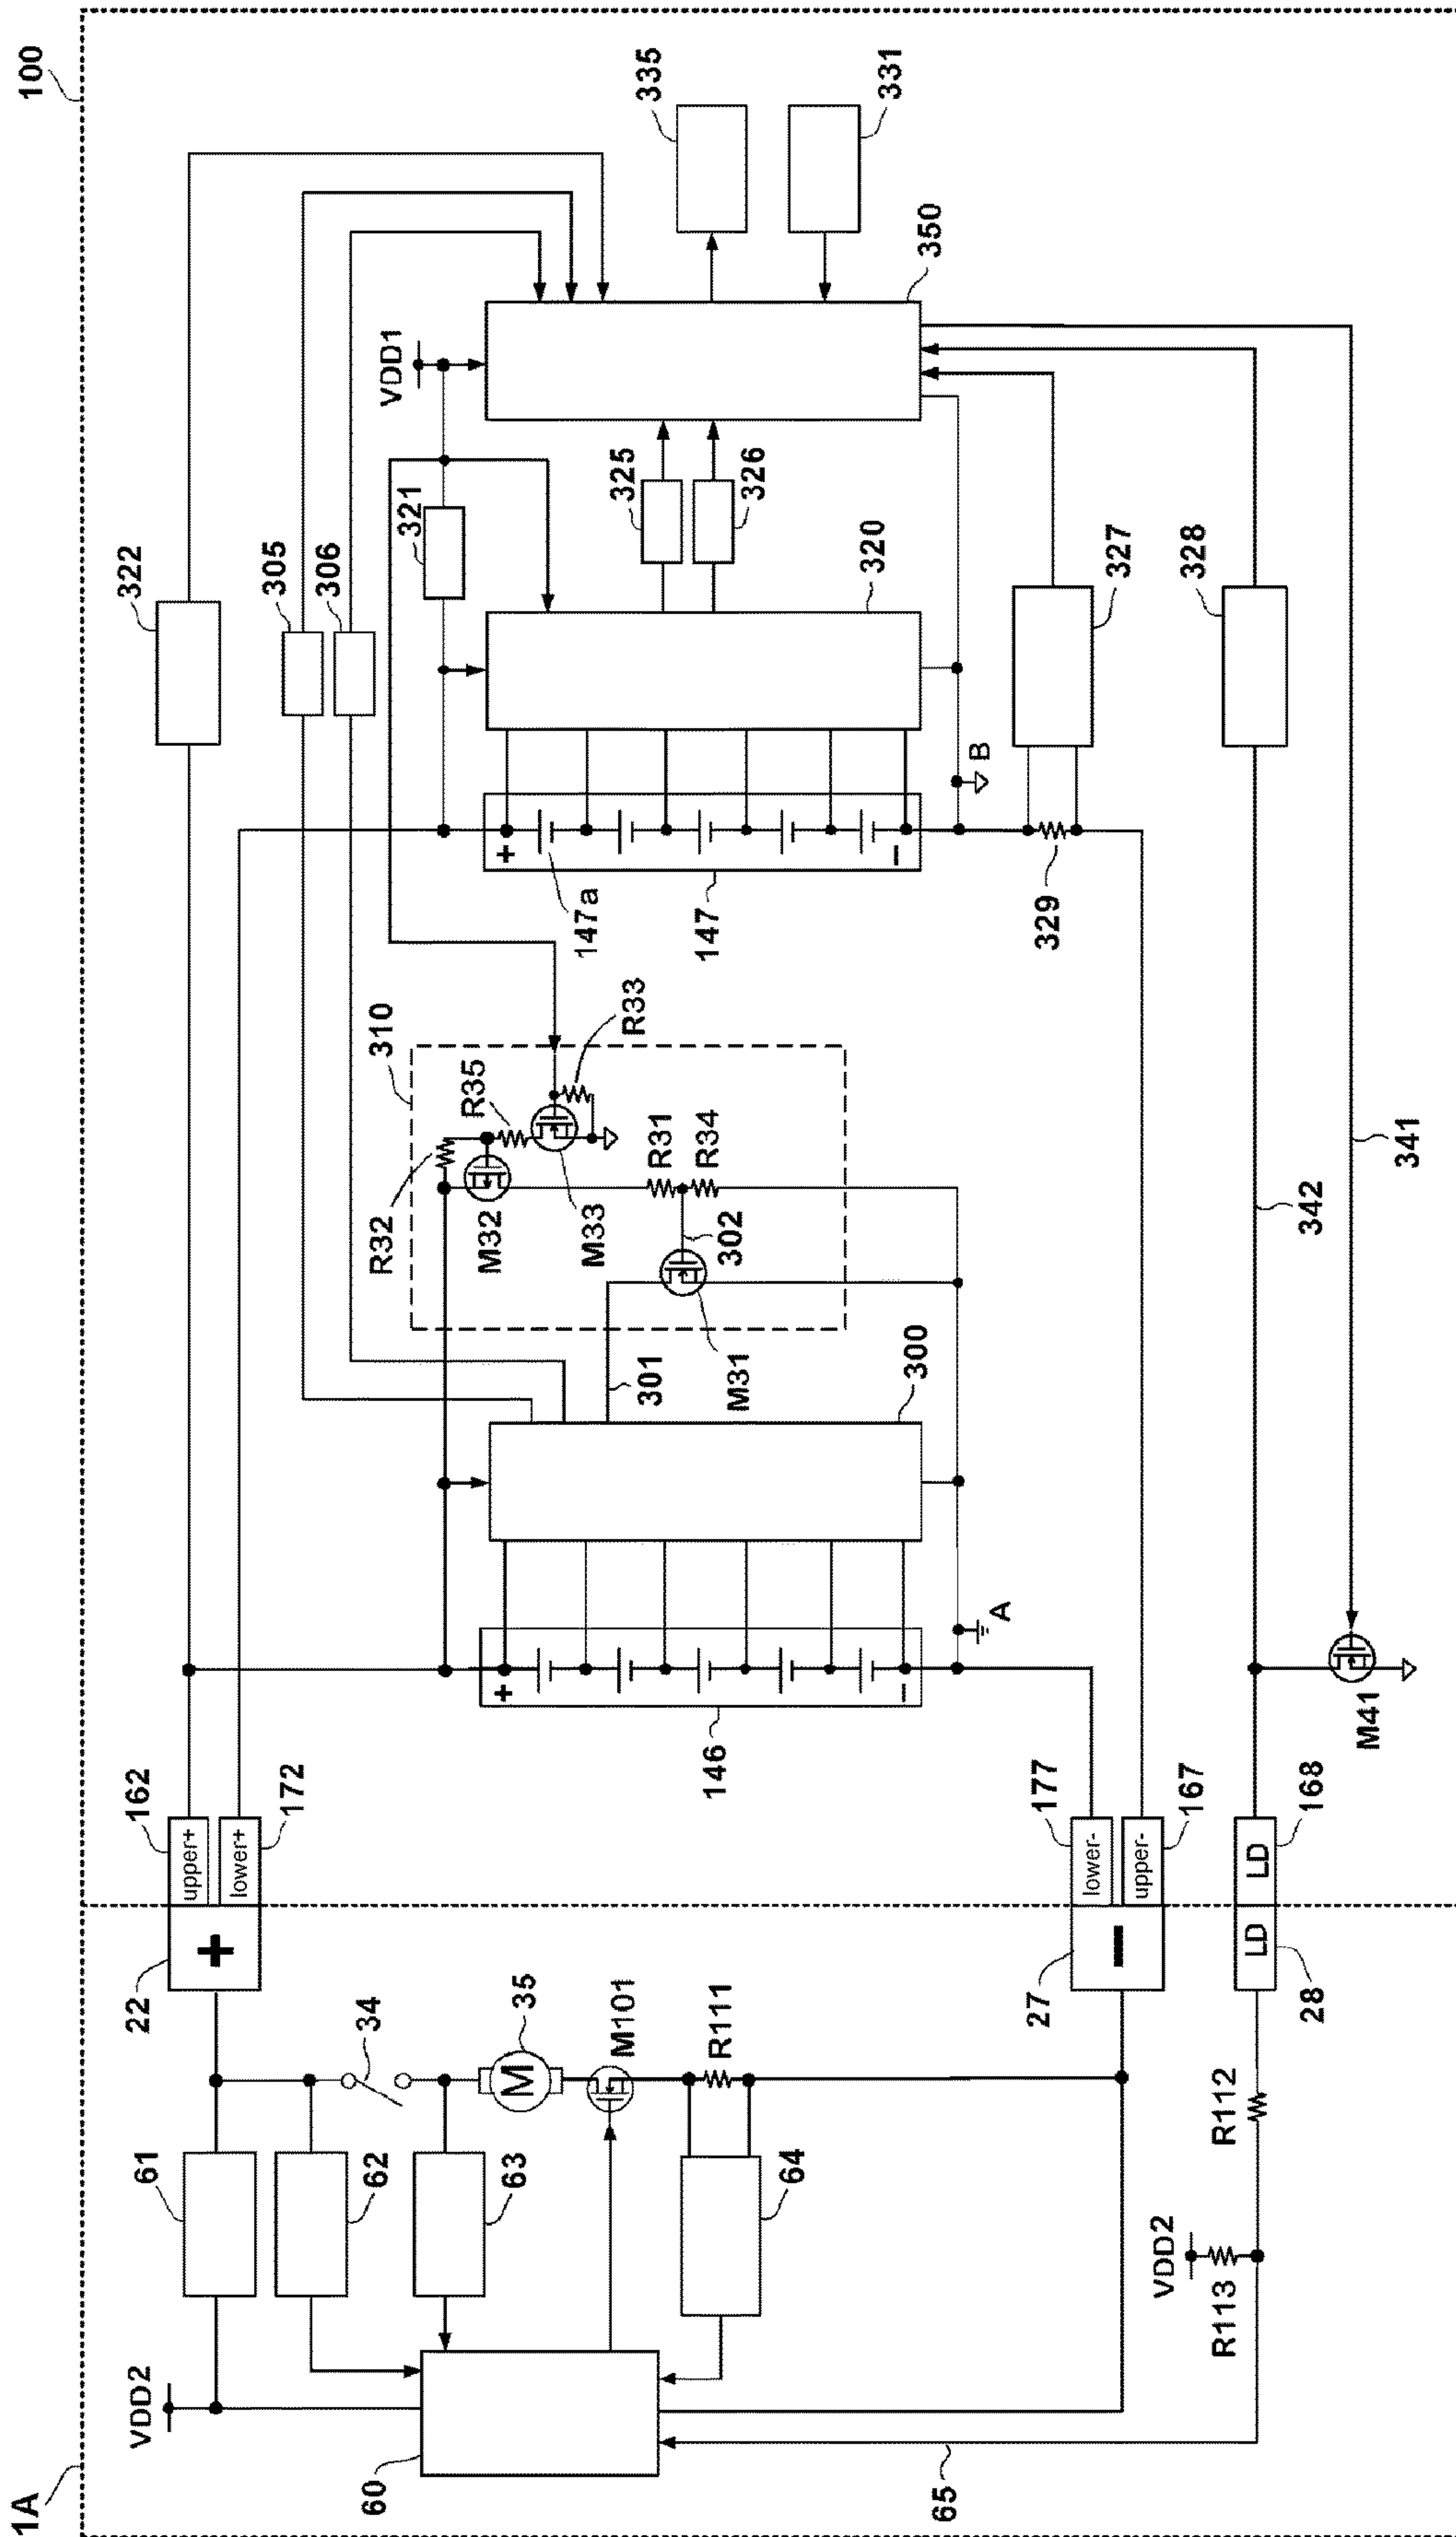 1A
100
VDD2
61
22
+
162
upper+
lower+
172
322
305
306
62
34
63
35
M
M101
R111
64
60
65
VDD2
R113
R112
27
−
28
LD
LD
168
177
lower-
upper-
167
146
+
−
A
300
301
302
310
R32
R35
R33
M32
M33
R31
R34
M31
147
147a
+
−
B
329
320
321
VDD1
325
326
350
335
331
327
328
342
341
M41